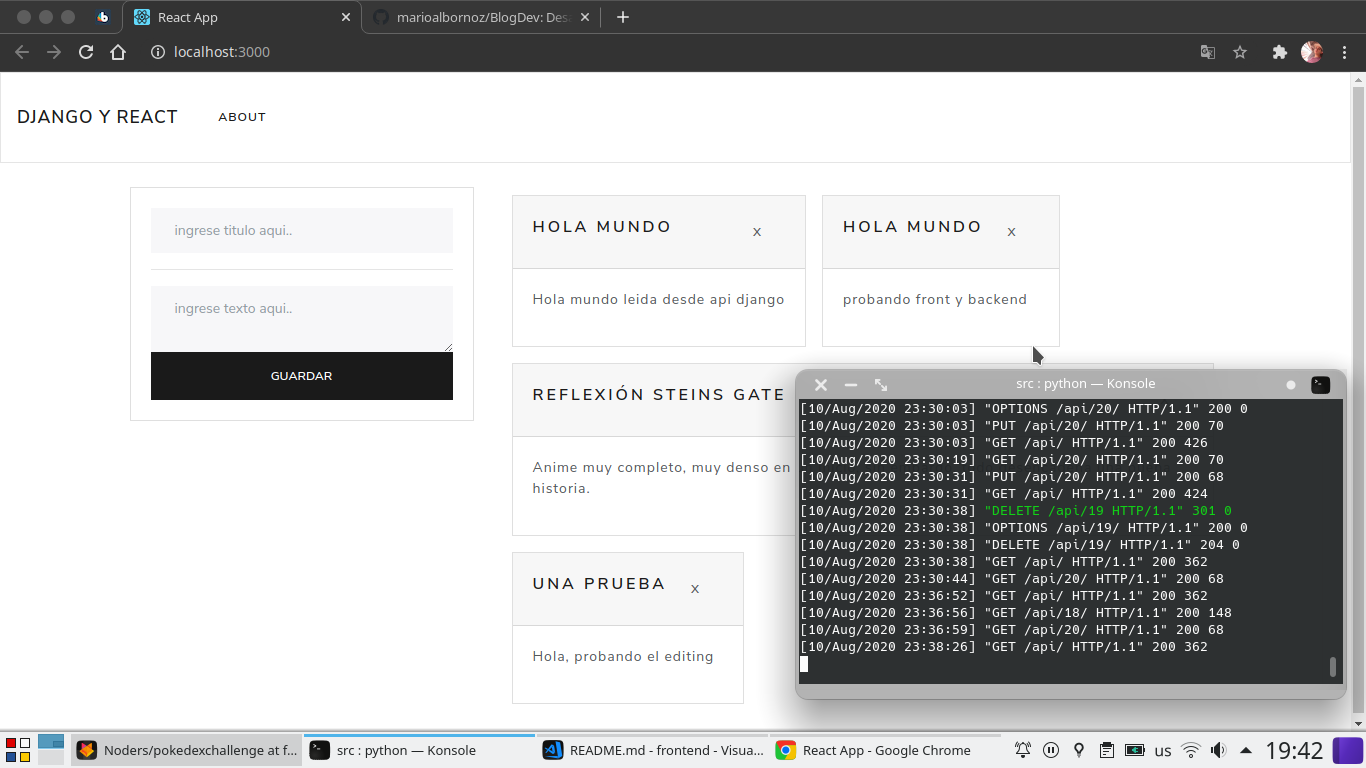 React App
marioalbornoz/BlogDev: Des
localhost:3000
DJANGO Y REACT
ABOUT
ingrese titulo aqui..
ingrese texto aqui..
GUARDAR
HOLA MUNDO
x
Hola mundo leida desde api django
HOLA MUNDO
x
probando front y backend
REFLEXIÓN STEINS GATE
Anime muy completo, muy denso en
historia.
UNA PRUEBA
x
Hola, probando el editing
src : python — Konsole
[10/Aug/2020 23:30:03] "OPTIONS /api/20/ HTTP/1.1" 200 0
[10/Aug/2020 23:30:03] "PUT /api/20/ HTTP/1.1" 200 70
[10/Aug/2020 23:30:03] "GET /api/ HTTP/1.1" 200 426
[10/Aug/2020 23:30:19] "GET /api/20/ HTTP/1.1" 200 70
[10/Aug/2020 23:30:31] "PUT /api/20/ HTTP/1.1" 200 68
[10/Aug/2020 23:30:31] "GET /api/ HTTP/1.1" 200 424
[10/Aug/2020 23:30:38] "DELETE /api/19 HTTP/1.1" 301 0
[10/Aug/2020 23:30:38] "OPTIONS /api/19/ HTTP/1.1" 200 0
[10/Aug/2020 23:30:38] "DELETE /api/19/ HTTP/1.1" 204 0
[10/Aug/2020 23:30:38] "GET /api/ HTTP/1.1" 200 362
[10/Aug/2020 23:30:44] "GET /api/20/ HTTP/1.1" 200 68
[10/Aug/2020 23:36:52] "GET /api/ HTTP/1.1" 200 362
[10/Aug/2020 23:36:56] "GET /api/18/ HTTP/1.1" 200 148
[10/Aug/2020 23:36:59] "GET /api/20/ HTTP/1.1" 200 68
[10/Aug/2020 23:38:26] "GET /api/ HTTP/1.1" 200 362
Noders/pokedexchallenge at f...
src : python — Konsole
README.md - frontend - Visua...
React App - Google Chrome
us
19:42